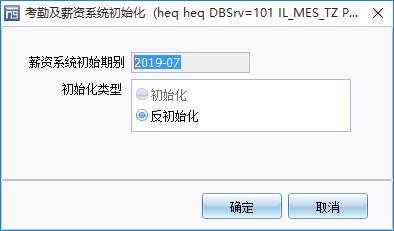 考勤及薪资系统初始化 (heq heq DBSrv=101 IL_MES_TZ P...
薪资系统初始期别 2019-07
初始化类型
初始化
反初始化
确定 取消